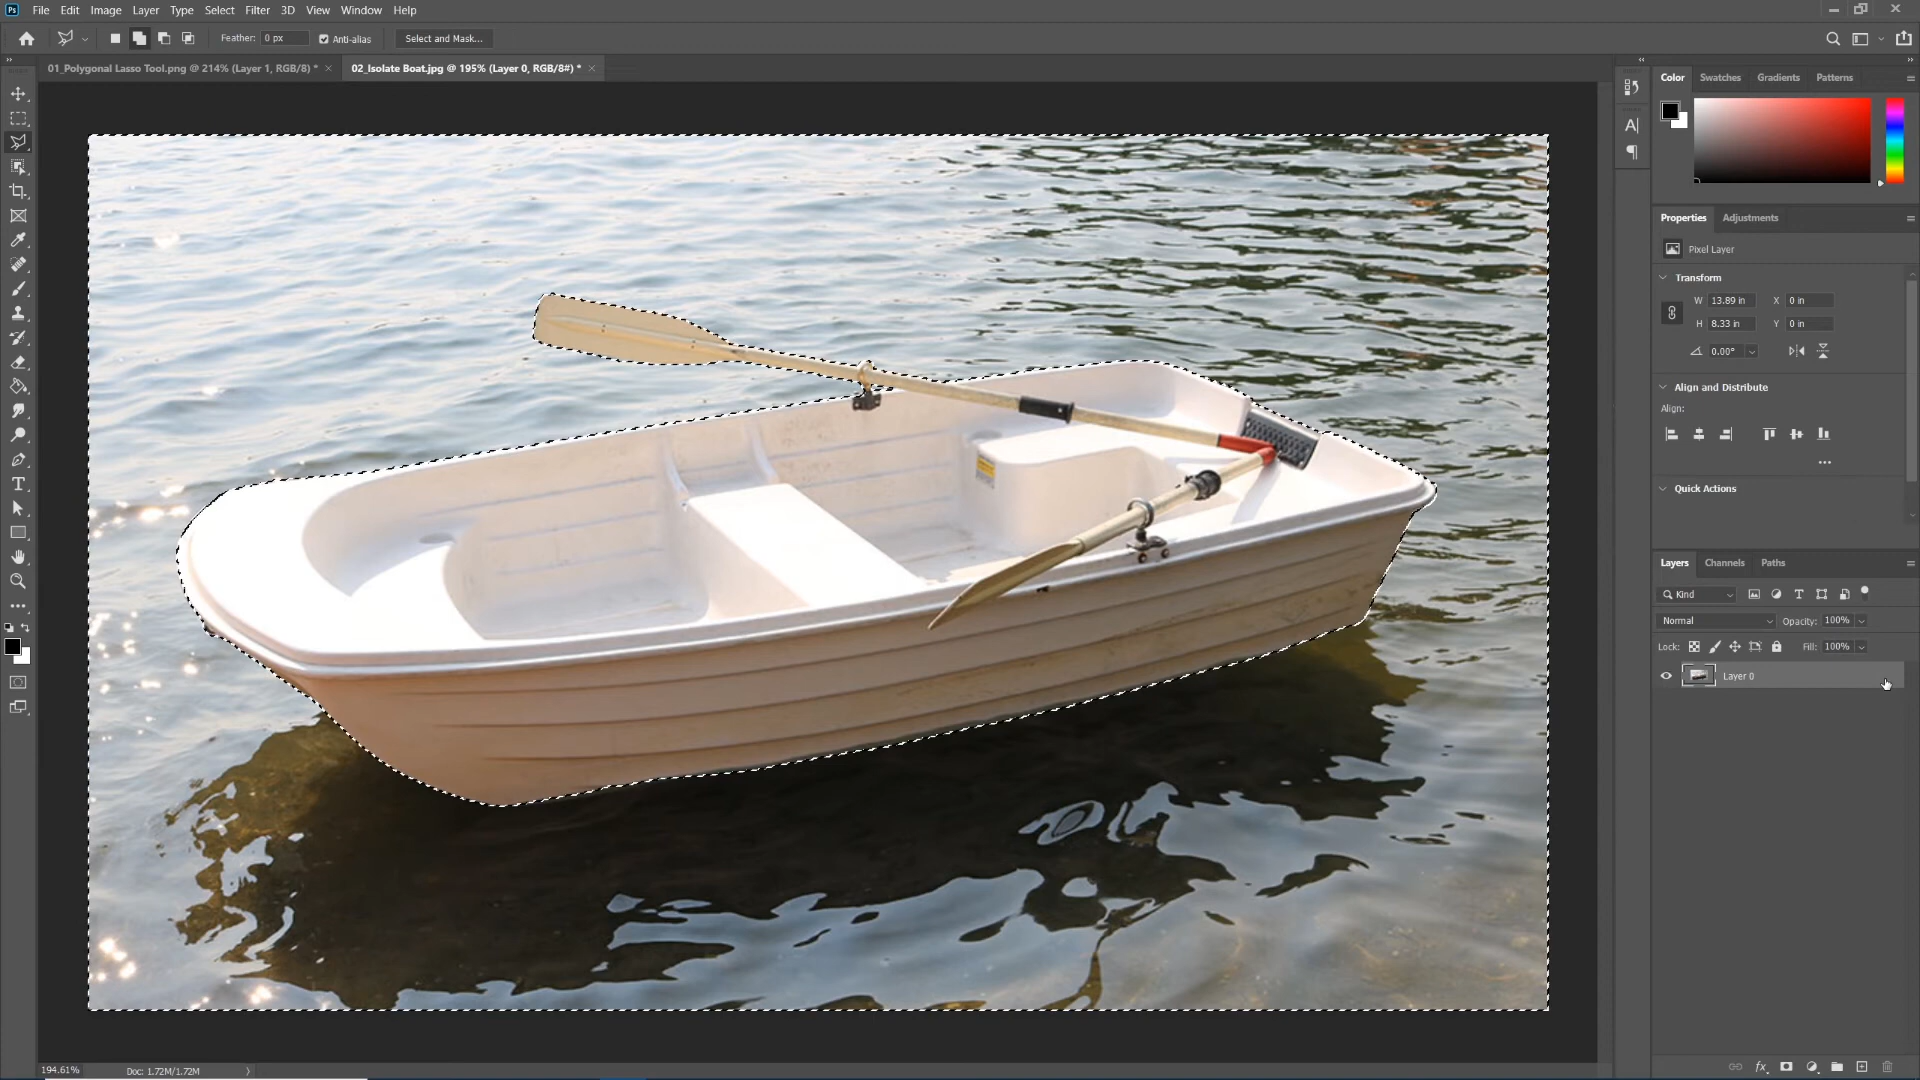 Ps File Edit Image Layer Type Select Filter 3D View Window Help
Feather: 0 px Anti-alias Select and Mask...
01_Polygonal Lasso Tool.png @ 214% (Layer 1, RGB/8) * × 02_Isolate Boat.jpg @ 195% (Layer 0, RGB/8#) * ×
Color Swatches Gradients Patterns
Properties Adjustments
Pixel Layer
Transform
W 13.89 in X 0 in
H 8.33 in Y 0 in
0.00°
Align and Distribute
Align:
...
Quick Actions
Layers Channels Paths
Kind
Normal Opacity: 100%
Lock: Fill: 100%
Layer 0
194.61% Doc: 1.72M/1.72M
fx